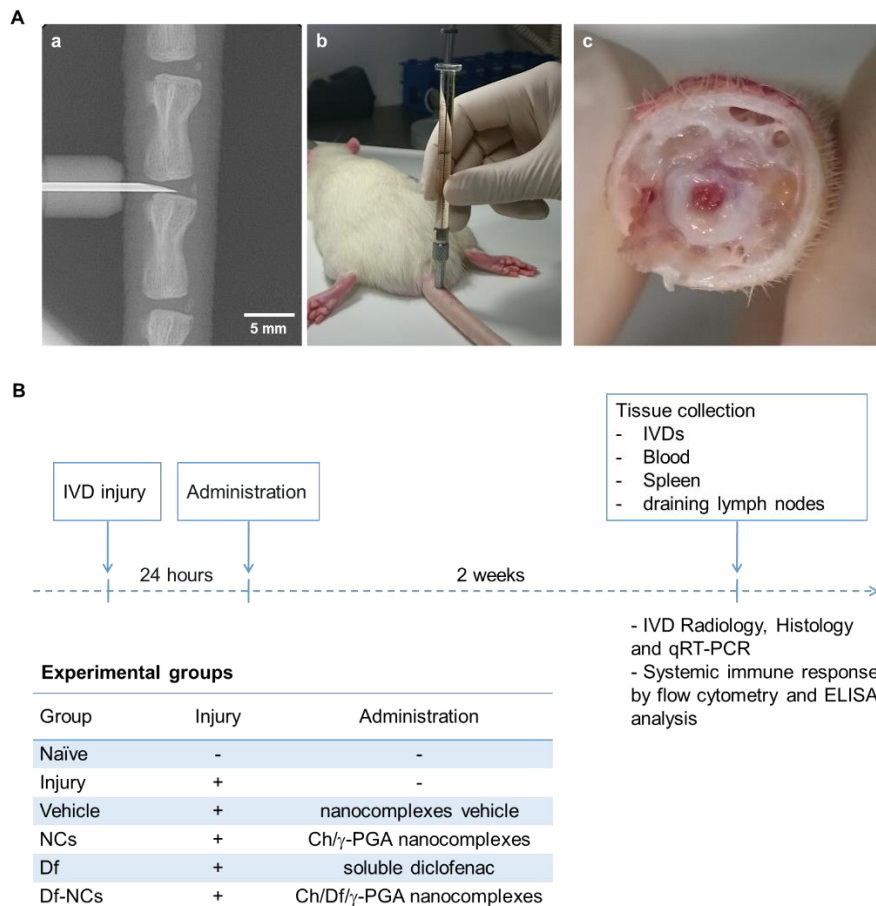 A
a
b
c
5 mm
B
IVD injury
Administration
Tissue collection
- IVDs
- Blood
- Spleen
- draining lymph nodes
24 hours
2 weeks
- IVD Radiology, Histology
and qRT-PCR
- Systemic immune response
by flow cytometry and ELISA
analysis
Experimental groups
Group Injury Administration
Naïve - -
Injury + -
Vehicle + nanocomplexes vehicle
NCs + Ch/γ-PGA nanocomplexes
Df + soluble diclofenac
Df-NCs + Ch/Df/γ-PGA nanocomplexes